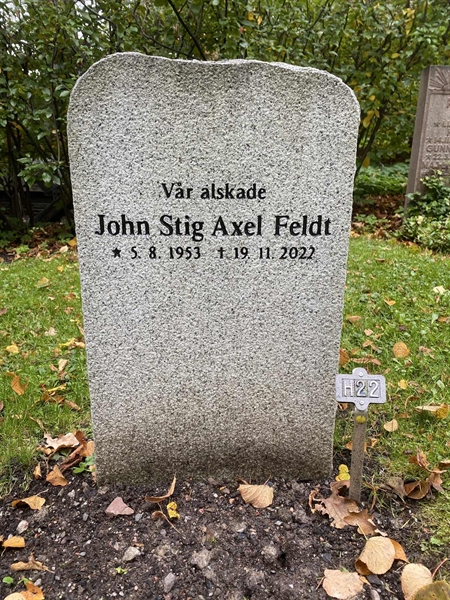 Vår alskade
John Stig Axel Feldt
★ 5. 8. 1953 † 19. 11. 2022
H22